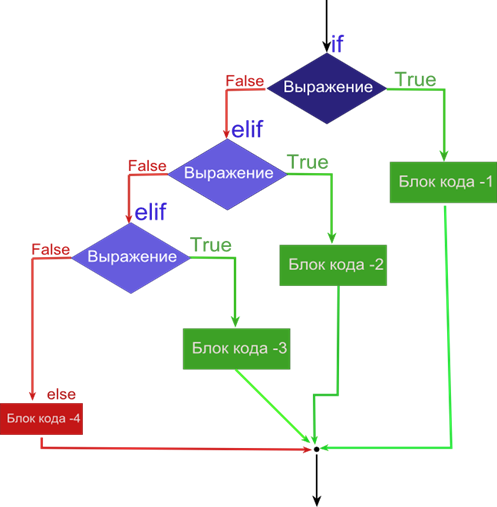 if
Выражение
True
False
Блок кода -1
elif
Выражение
True
False
Блок кода -2
elif
Выражение
True
False
Блок кода -3
else
Блок кода -4